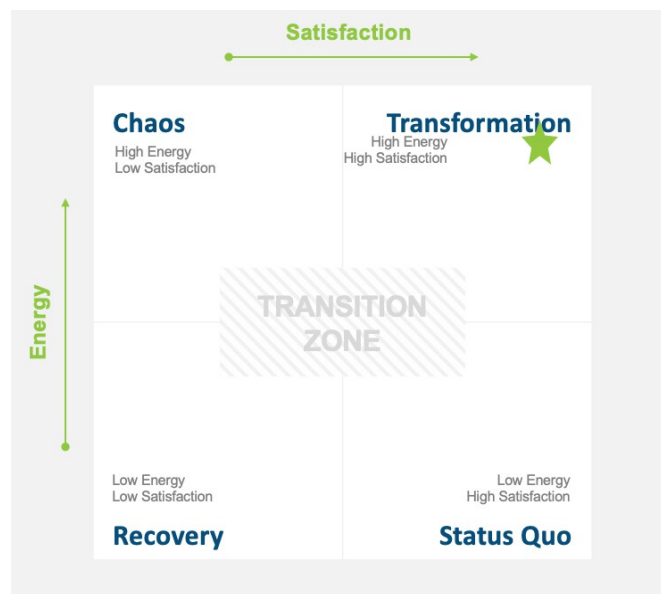 Satisfaction
Chaos
High Energy
Low Satisfaction
Transformation
High Energy
High Satisfaction
Energy
TRANSITION
ZONE
Low Energy
Low Satisfaction
Recovery
Low Energy
High Satisfaction
Status Quo